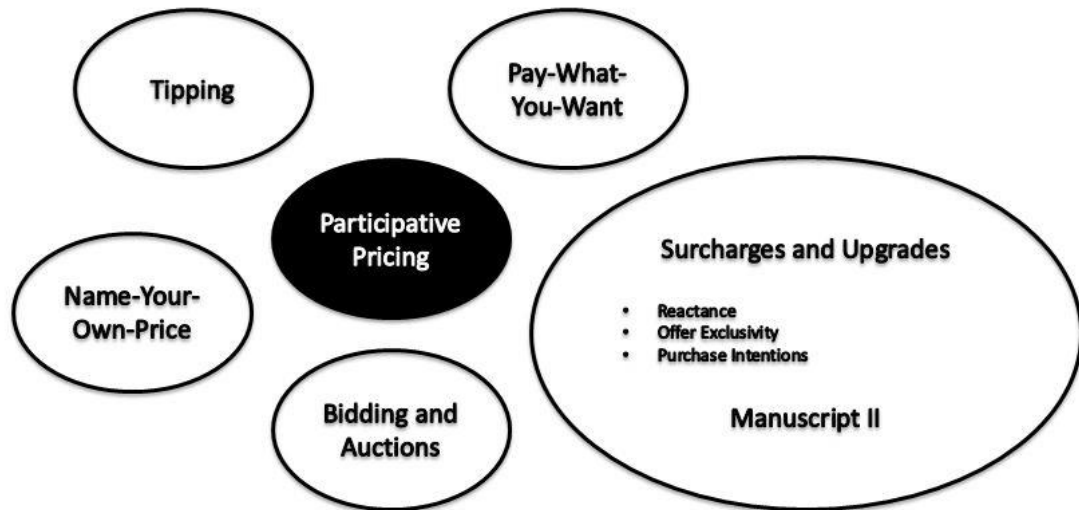 Tipping
Pay-What-
You-Want
Participative
Pricing
Name-Your-
Own-Price
Bidding and
Auctions
Surcharges and Upgrades
• Reactance
• Offer Exclusivity
• Purchase Intentions
Manuscript II